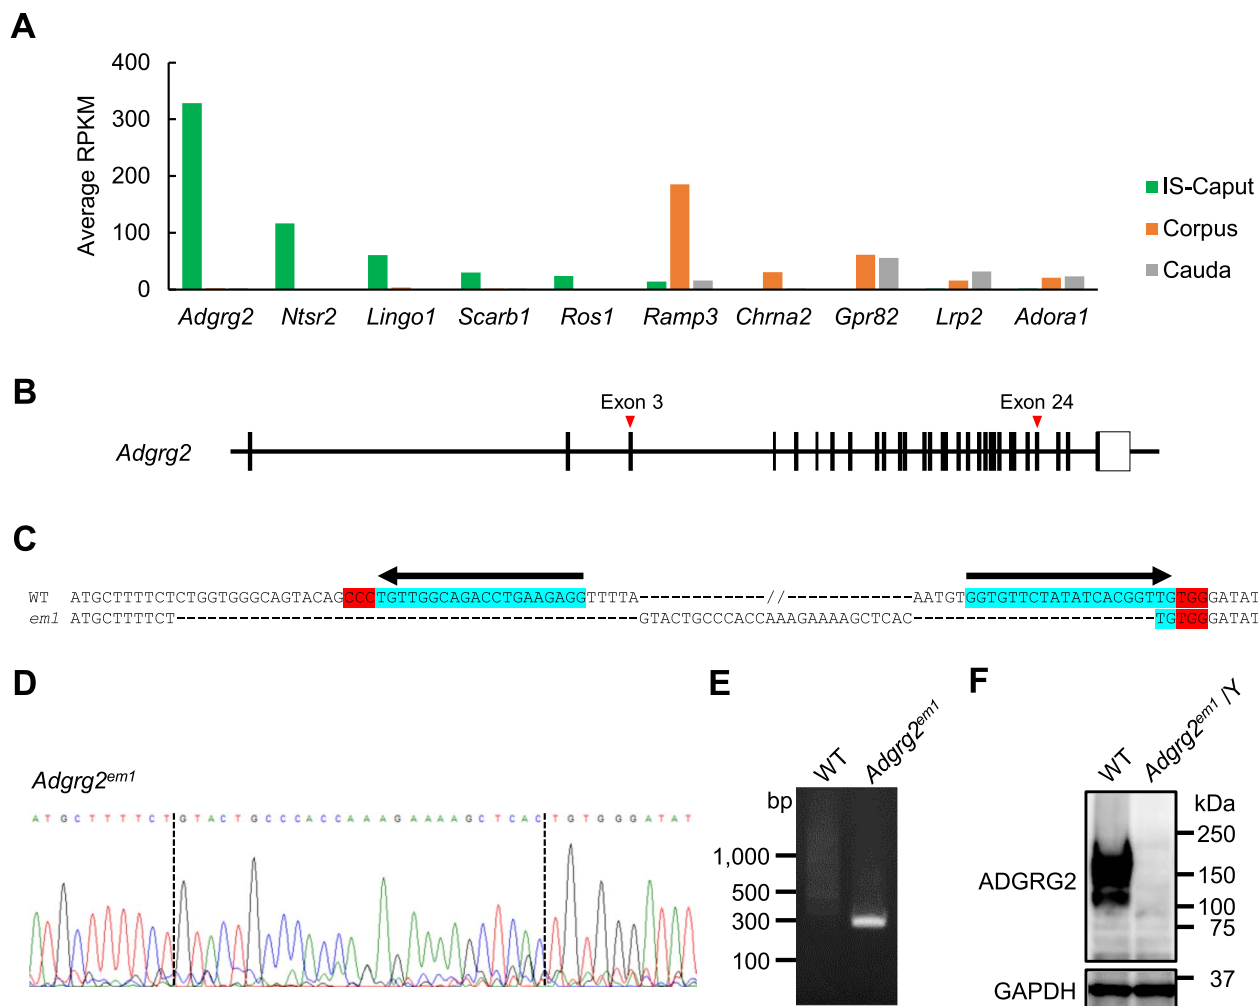 A
400
300
200
100
0
Average RPKM
Adgrg2 Ntsr2 Lingo1 Scarb1 Ros1 Ramp3 Chrna2 Gpr82 Lrp2 Adora1
IS-Caput
Corpus
Cauda
B
Exon 3 Exon 24
Adgrg2
C
WT ATGCTTTTCTCTGGTGGGCAGTACAGCCCTGTTGGCAGACCTGAAGAGGTTTTA------------//------------AATGTGGTGTTCTATATCACGGTTGTGGGATAT
em1 ATGCTTTTCT--------------------------------------------GTACTGCCCACCAAAGAAAAGCTCAC-----------------------TGTGGGATAT
D
Adgrg2em1
ATGCTTTTCTGTACTGCCCACCAAAGAAAAGCTCACTGTGGGATAT
E
WT Adgrg2em1
bp
1,000
500
300
100
F
WT Adgrg2em1/Y
kDa
250
150
100
75
37
ADGRG2
GAPDH